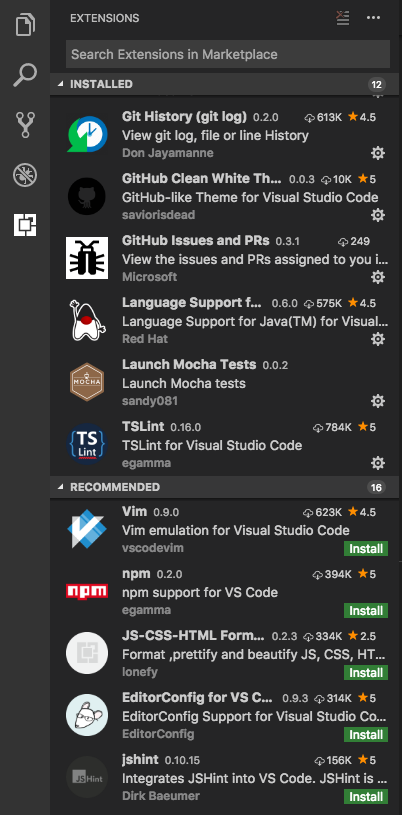 EXTENSIONS
Search Extensions in Marketplace
INSTALLED 12
Git History (git log) 0.2.0 613K ★4.5
View git log, file or line History
Don Jayamanne
GitHub Clean White Th... 0.0.3 10K ★5
GitHub-like Theme for Visual Studio Code
saviorisdead
GitHub Issues and PRs 0.3.1 249
View the issues and PRs assigned to you i...
Microsoft
Language Support f... 0.6.0 575K ★4.5
Language Support for Java(TM) for Visual...
Red Hat
MOCHA
Launch Mocha Tests 0.0.2
Launch Mocha tests
sandy081
TS Lint
TSLint 0.16.0 784K ★5
TSLint for Visual Studio Code
egamma
RECOMMENDED 16
Vim 0.9.0 623K ★4.5
Vim emulation for Visual Studio Code
vscodevim Install
npm
npm 0.2.0 394K ★5
npm support for VS Code
egamma Install
JS-CSS-HTML Form... 0.2.3 334K ★2.5
Format ,prettify and beautify JS, CSS, HT...
lonefy Install
EditorConfig for VS C... 0.9.3 314K ★5
EditorConfig Support for Visual Studio Co...
EditorConfig Install
JSHint
jshint 0.10.15 156K ★5
Integrates JSHint into VS Code. JSHint is ...
Dirk Baeumer Install